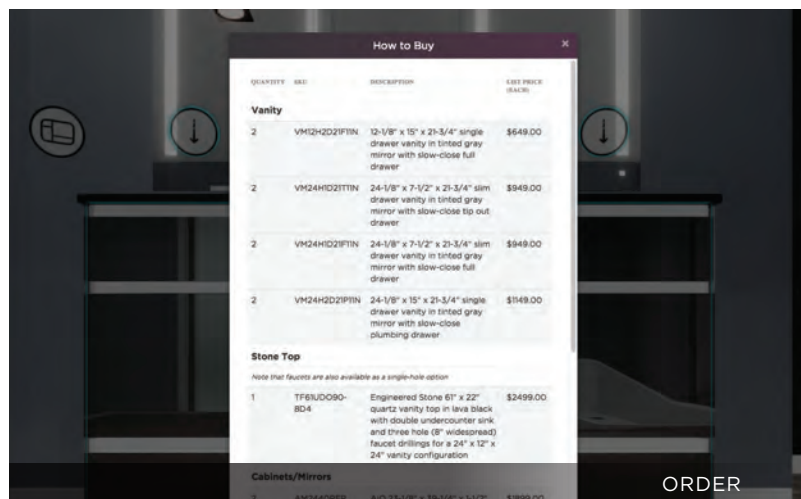 How to Buy ×
QUANTITY SKU DESCRIPTION LIST PRICE
(EACH)
Vanity
2 VM12H2D21F11N 12-1/8" x 15" x 21-3/4" single $649.00
drawer vanity in tinted gray
mirror with slow-close full
drawer
2 VM24H1D21T11N 24-1/8" x 7-1/2" x 21-3/4" slim $949.00
drawer vanity in tinted gray
mirror with slow-close tip out
drawer
2 VM24H1D21F11N 24-1/8" x 7-1/2" x 21-3/4" slim $949.00
drawer vanity in tinted gray
mirror with slow-close full
drawer
2 VM24H2D21P11N 24-1/8" x 15" x 21-3/4" single $1149.00
drawer vanity in tinted gray
mirror with slow-close
plumbing drawer
Stone Top
Note that faucets are also available as a single-hole option
1 TF61UDO90- Engineered Stone 61" x 22" $2499.00
8D4 quartz vanity top in lava black
with double undercounter sink
and three hole (8" widespread)
faucet drillings for a 24" x 12" x
24" vanity configuration
Cabinets/Mirrors
$1899.00
ORDER